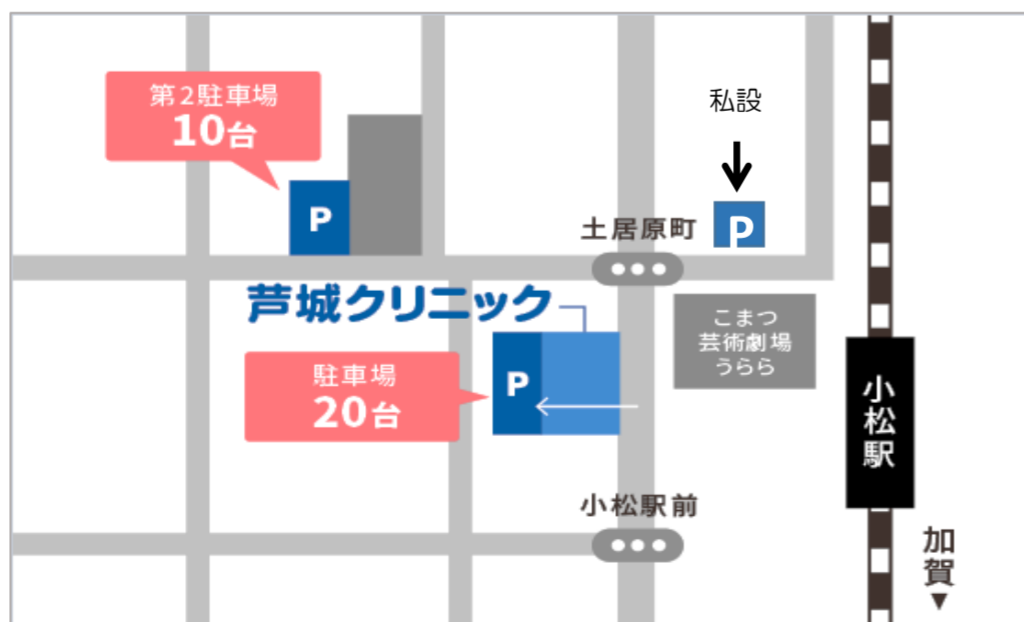 第2駐車場
10台
私設
P
P
土居原町
芦城クリニック
こまつ
芸術劇場
うらら
駐車場
20台
P
小松駅
小松駅前
加賀